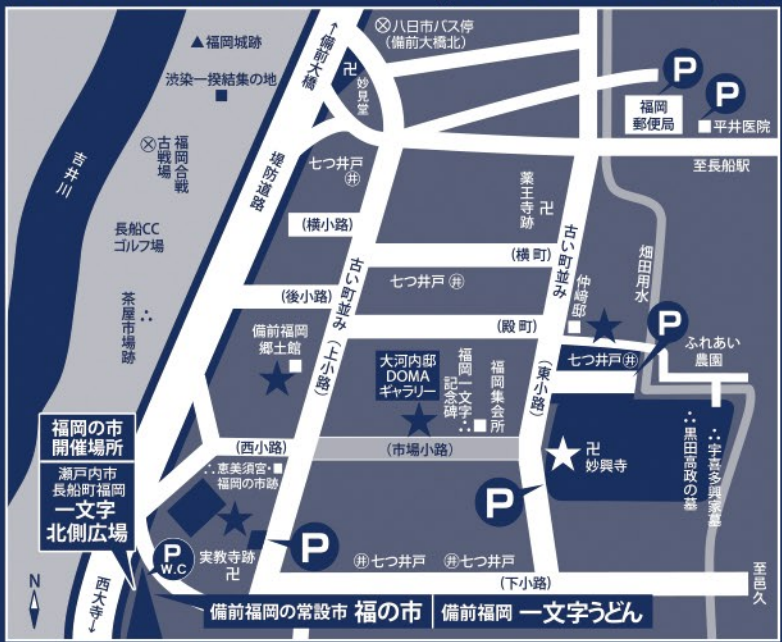 ▲福岡城跡
渋染一揆結集の地
吉井川
福岡合戦
古戦場
長船CC
ゴルフ場
茶屋市場跡
↑備前大橋
堤防道路
西大寺↓
八日市バス停
(備前大橋北)
卍妙見堂
P
福岡
郵便局
P
平井医院
至長船駅
七つ井戸
井
薬王寺跡
卍
(横小路)
古い町並み(上小路)
(横町)
古い町並み(東小路)
畑田用水
七つ井戸 井
仲﨑邸
(後小路)
(殿町)
P
ふれあい
農園
七つ井戸井
備前福岡
郷土館
大河内邸
DOMA
ギャラリー
福岡一文字
記念碑
福岡集会所
(西小路)
(市場小路)
卍
妙興寺
∴黒田高政の墓
∴宇喜多興家墓
福岡の市
開催場所
瀬戸内市
長船町福岡
一文字
北側広場
∴恵美須宮・■
福岡の市跡
P
P
W.C
実教寺跡
卍
P
井七つ井戸
井七つ井戸
(下小路)
至邑久
N
備前福岡の常設市 福の市
備前福岡 一文字うどん